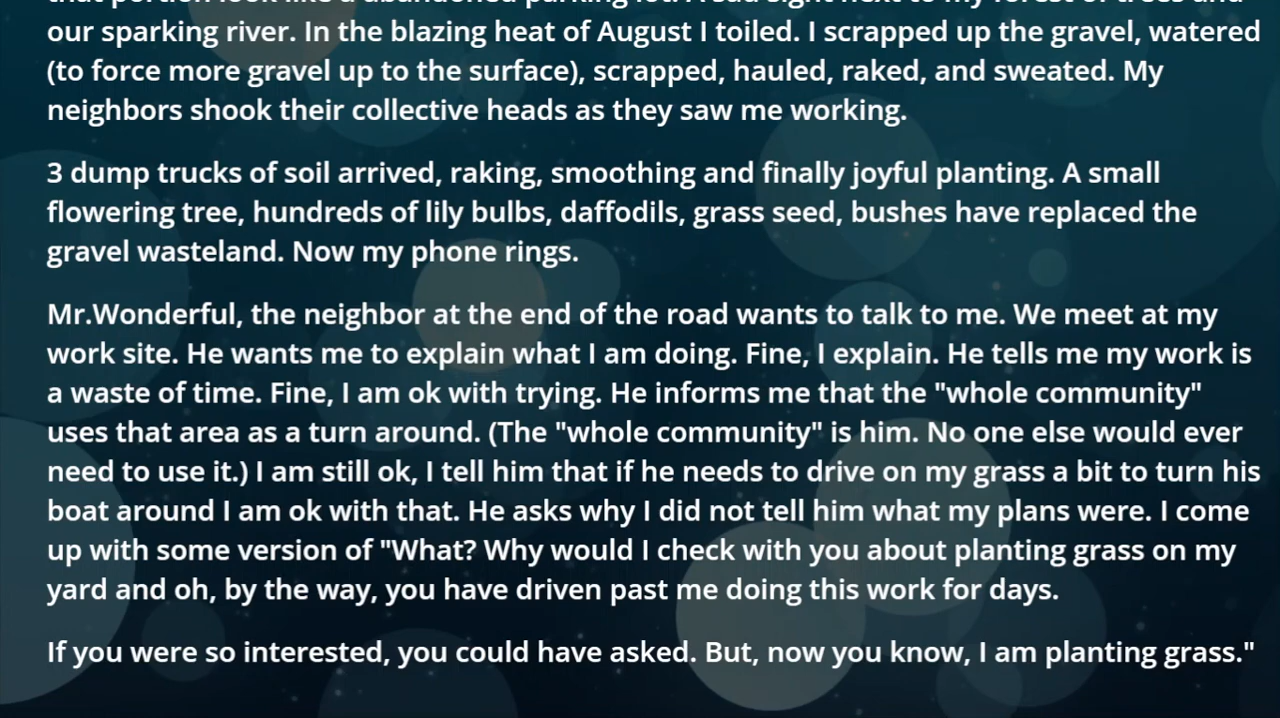 our sparking river. In the blazing heat of August I toiled. I scrapped up the gravel, watered
(to force more gravel up to the surface), scrapped, hauled, raked, and sweated. My
neighbors shook their collective heads as they saw me working.
3 dump trucks of soil arrived, raking, smoothing and finally joyful planting. A small
flowering tree, hundreds of lily bulbs, daffodils, grass seed, bushes have replaced the
gravel wasteland. Now my phone rings.
Mr.Wonderful, the neighbor at the end of the road wants to talk to me. We meet at my
work site. He wants me to explain what I am doing. Fine, I explain. He tells me my work is
a waste of time. Fine, I am ok with trying. He informs me that the "whole community"
uses that area as a turn around. (The "whole community" is him. No one else would ever
need to use it.) I am still ok, I tell him that if he needs to drive on my grass a bit to turn his
boat around I am ok with that. He asks why I did not tell him what my plans were. I come
up with some version of "What? Why would I check with you about planting grass on my
yard and oh, by the way, you have driven past me doing this work for days.
If you were so interested, you could have asked. But, now you know, I am planting grass."